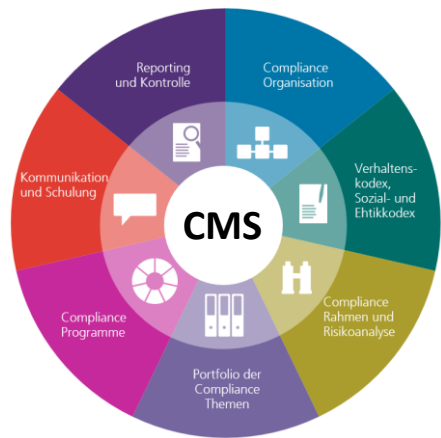 Reporting
und Kontrolle
Compliance
Organisation
Kommunikation
und Schulung
Verhaltens-
kodex,
Sozial- und
Ehtikkodex
CMS
Compliance
Programme
Compliance
Rahmen und
Risikoanalyse
Portfolio der
Compliance
Themen